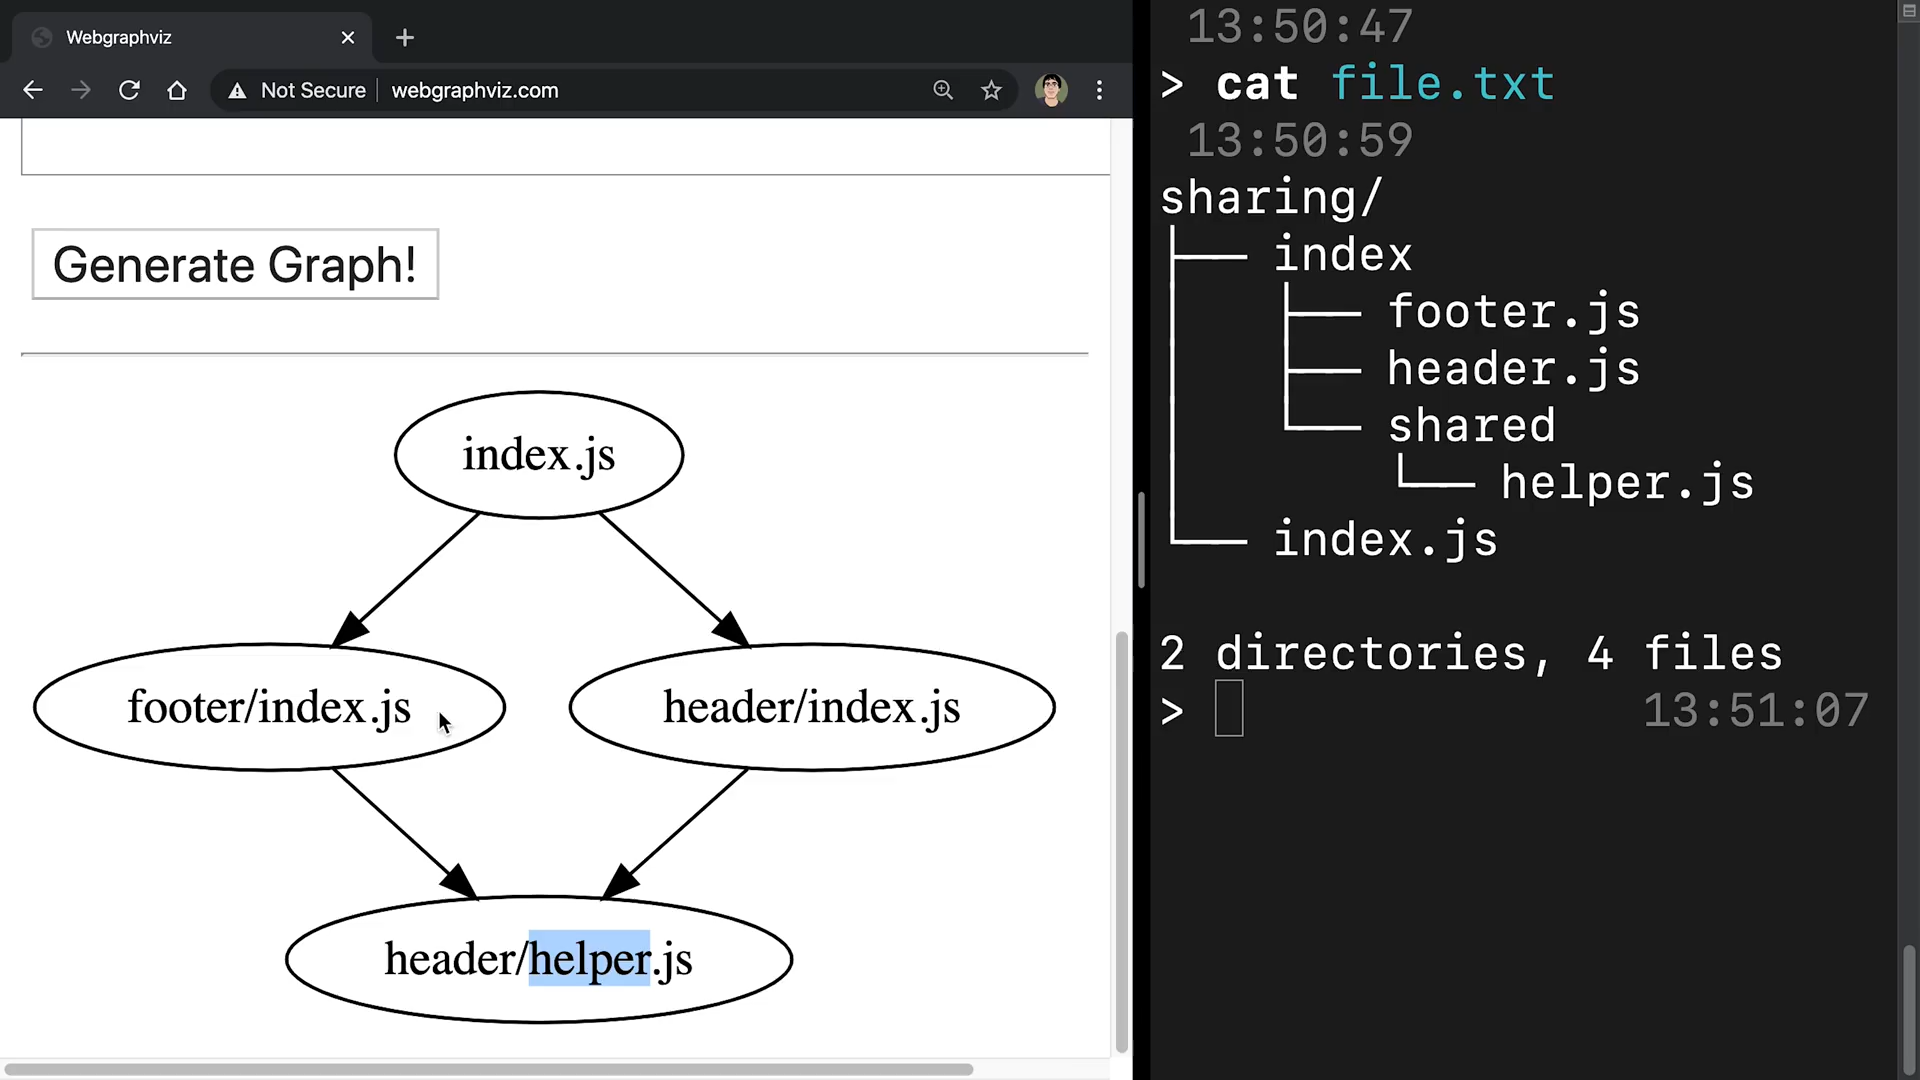 Webgraphviz
Not Secure
webgraphviz.com
Generate Graph!
index.js
footer/index.js
header/index.js
header/helper.js
13:50:47
> cat file.txt
13:50:59
sharing/
├── index
│   ├── footer.js
│   ├── header.js
│   └── shared
│       └── helper.js
└── index.js
2 directories, 4 files
> 13:51:07